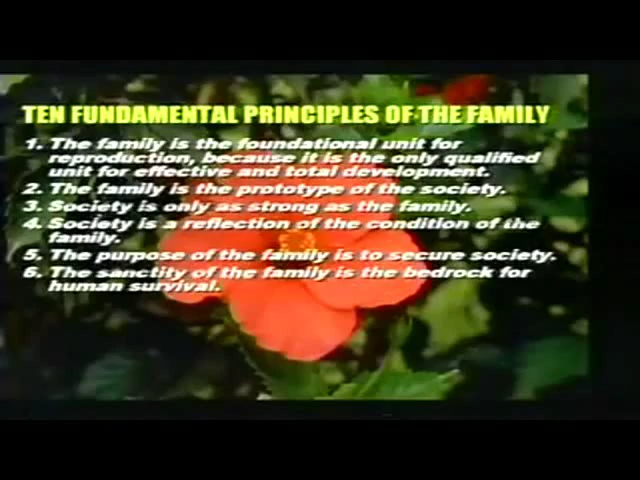 TEN FUNDAMENTAL PRINCIPLES OF THE FAMILY
1. The family is the foundational unit for
reproduction, because it is the only qualified
unit for effective and total development.
2. The family is the prototype of the society.
3. Society is only as strong as the family.
4. Society is a reflection of the condition of the
family.
5. The purpose of the family is to secure society.
6. The sanctity of the family is the bedrock for
human survival.